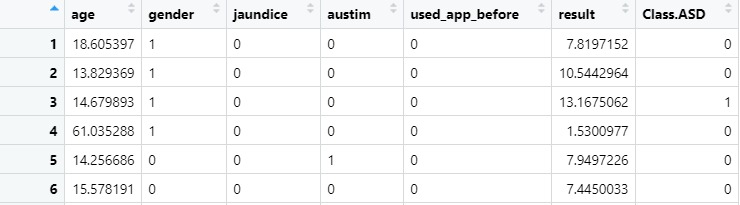 age gender jaundice austim used_app_before result Class.ASD
1 18.605397 1 0 0 0 7.8197152 0
2 13.829369 1 0 0 0 10.5442964 0
3 14.679893 1 0 0 0 13.1675062 1
4 61.035288 1 0 0 0 1.5300977 0
5 14.256686 0 0 1 0 7.9497226 0
6 15.578191 0 0 0 0 7.4450033 0